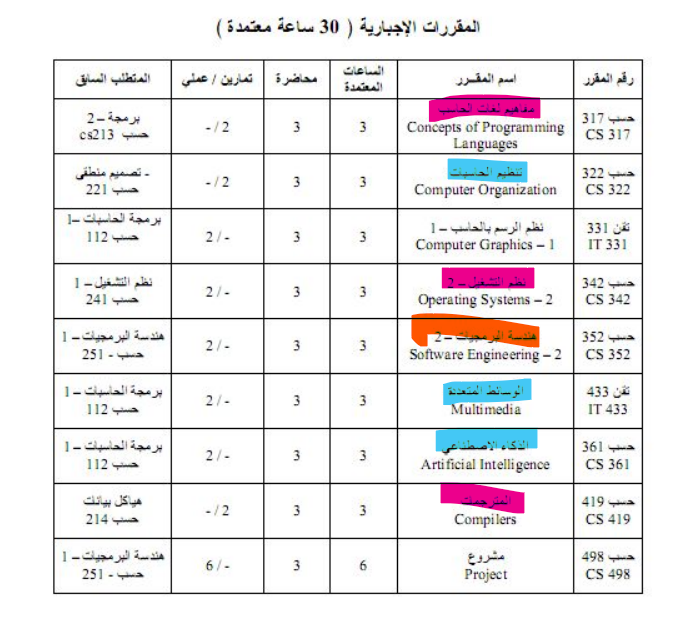 المقررات الإجبارية ( 30 ساعة معتمدة )
رقم المقرر | اسم المقـرر | الساعات المعتمدة | محاضرة | تمارين / عملي | المتطلب السابق
حسب 317 CS 317 | مفاهيم لغات الحاسب Concepts of Programming Languages | 3 | 3 | 2 / - | برمجة – 2 حسب cs213
حسب 322 CS 322 | تنظيم الحاسبات Computer Organization | 3 | 3 | 2 / - | - تصميم منطقي حسب 221
تقن 331 IT 331 | نظم الرسم بالحاسب – 1 Computer Graphics – 1 | 3 | 3 | - / 2 | برمجة الحاسبات –1 حسب 112
حسب 342 CS 342 | نظم التشغيل – 2 Operating Systems – 2 | 3 | 3 | - / 2 | نظم التشغيل – 1 حسب 241
حسب 352 CS 352 | هندسة البرمجيات – 2 Software Engineering – 2 | 3 | 3 | - / 2 | هندسة البرمجيات – 1 حسب - 251
تقن 433 IT 433 | الوسائط المتعددة Multimedia | 3 | 3 | - / 2 | برمجة الحاسبات – 1 حسب 112
حسب 361 CS 361 | الذكاء الاصطناعي Artificial Intelligence | 3 | 3 | - / 2 | برمجة الحاسبات – 1 حسب 112
حسب 419 CS 419 | المترجمات Compilers | 3 | 3 | 2 / - | هياكل بيانات حسب 214
حسب 498 CS 498 | مشروع Project | 6 | 3 | - / 6 | هندسة البرمجيات – 1 حسب - 251